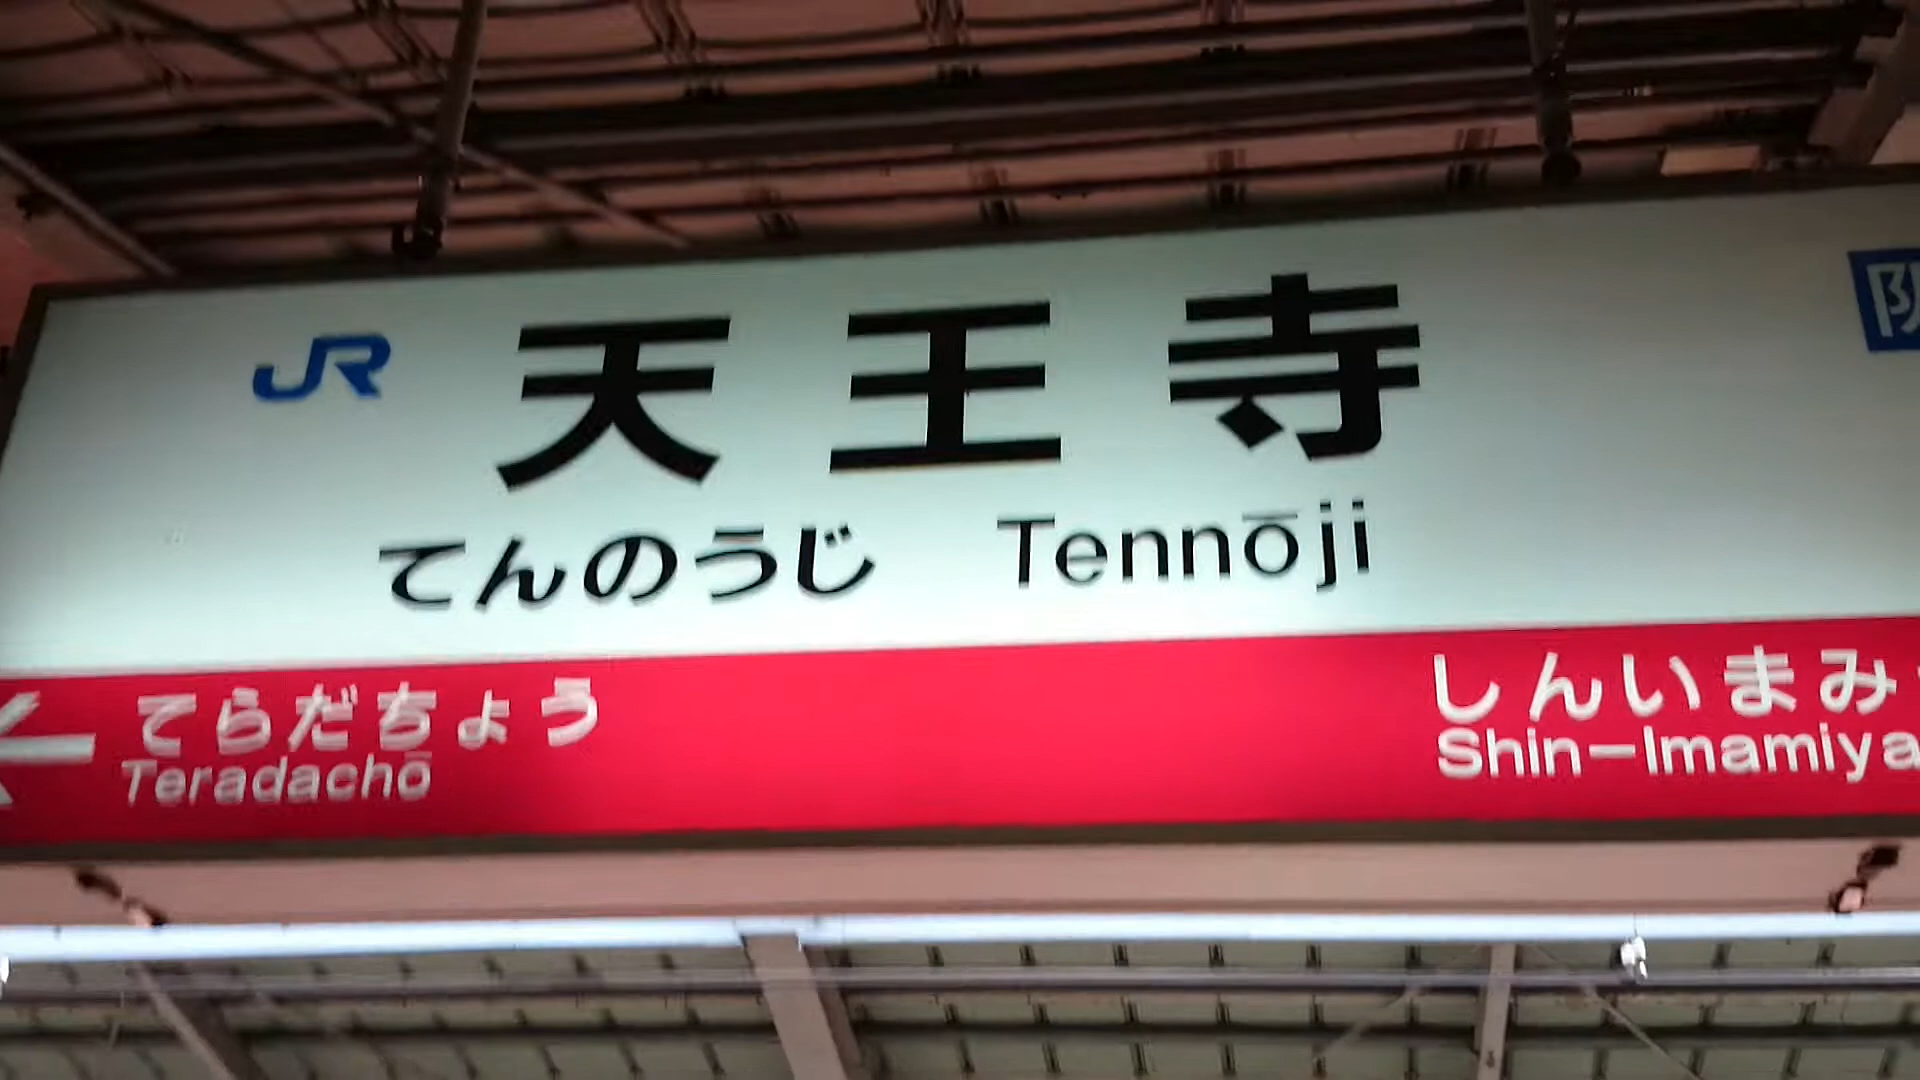 JR 天王寺
てんのうじ Tennōji
てらだちょう
Teradachō
しんいまみ
Shin-Imamiya